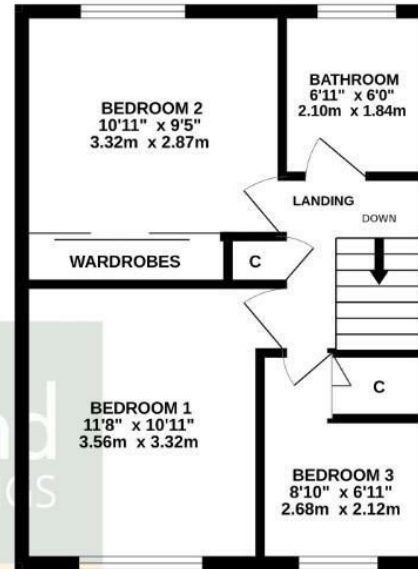 BEDROOM 2
10'11" x 9'5"
3.32m x 2.87m
BATHROOM
6'11" x 6'0"
2.10m x 1.84m
LANDING
DOWN
WARDROBES
C
C
BEDROOM 1
11'8" x 10'11"
3.56m x 3.32m
BEDROOM 3
8'10" x 6'11"
2.68m x 2.12m